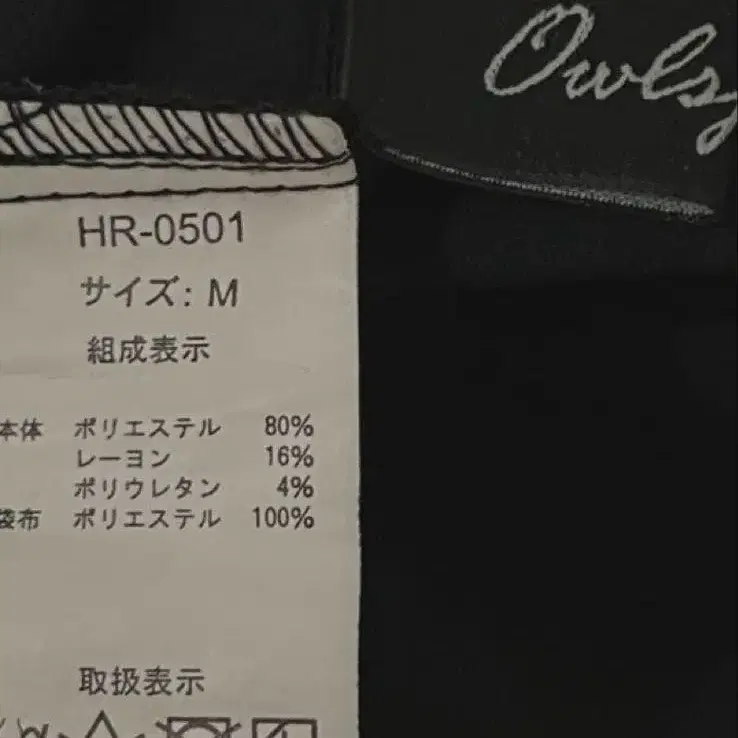 Owls
HR-0501
サイズ: M
組成表示
本体 ポリエステル 80%
レーヨン 16%
ポリウレタン 4%
袋布 ポリエステル 100%
取扱表示